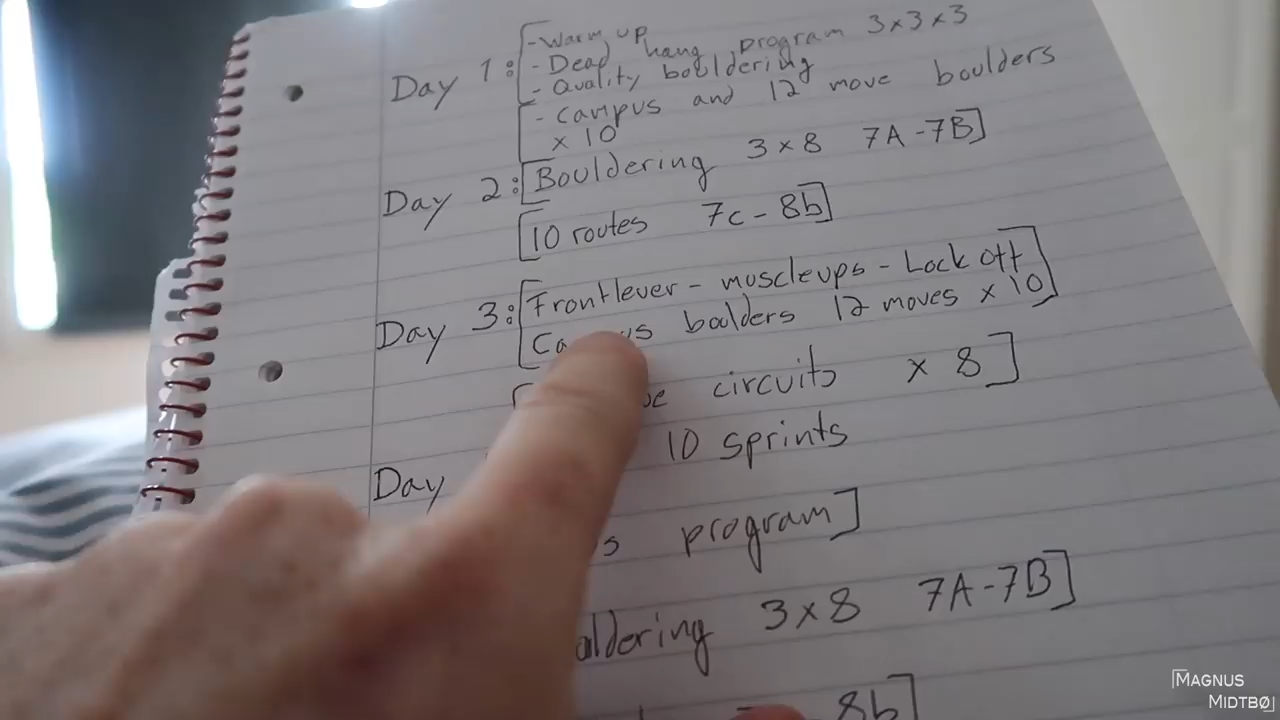 Day 1: - Warm up
- Dead hang program 3x3x3
- Quality bouldering
- Campus and 12 move boulders
x 10
Day 2: [Bouldering 3x8 7A-7B]
[10 routes 7c-8b]
Day 3: [Frontlever - muscleups - Lock off
boulders 12 moves x 10]
circuits x 8]
10 sprints
Day
program]
3x8 7A-7B]
8b]
MAGNUS
MIDTBØ